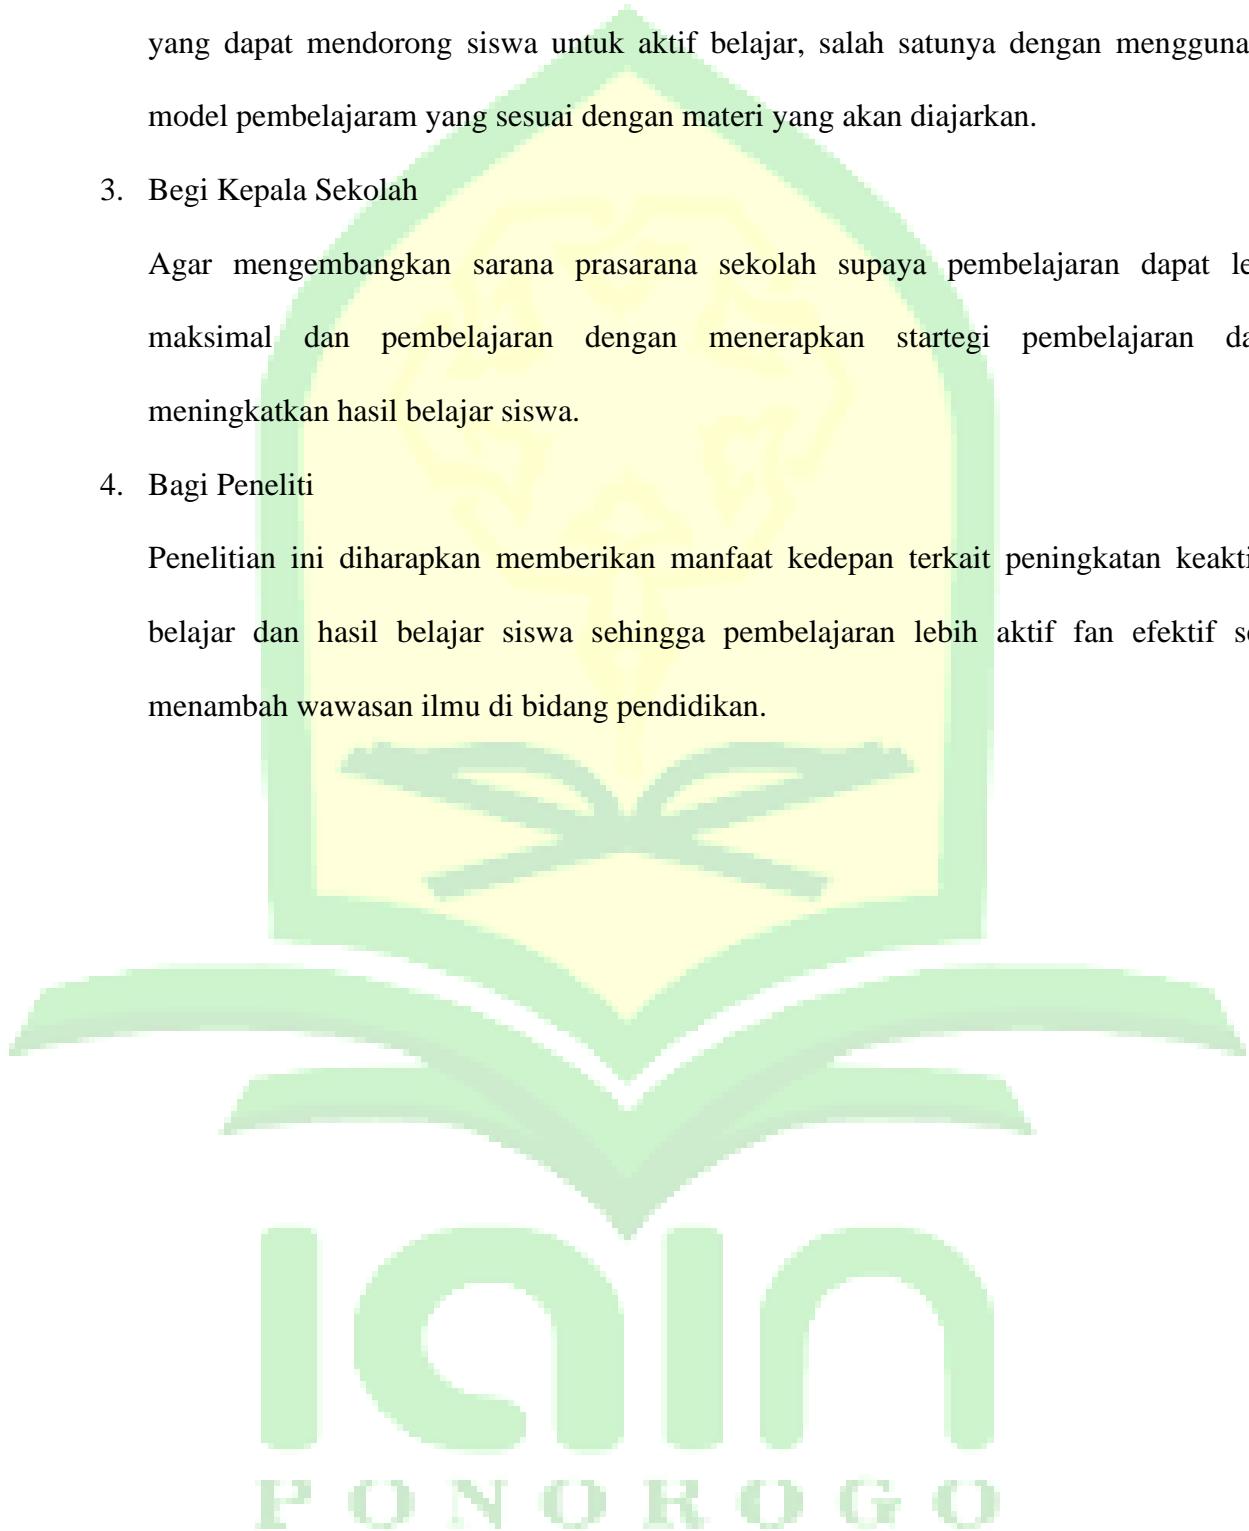 yang dapat mendorong siswa untuk aktif belajar, salah satunya dengan mengguna
model pembelajaram yang sesuai dengan materi yang akan diajarkan.
3. Begi Kepala Sekolah
Agar mengembangkan sarana prasarana sekolah supaya pembelajaran dapat le
maksimal dan pembelajaran dengan menerapkan startegi pembelajaran da
meningkatkan hasil belajar siswa.
4. Bagi Peneliti
Penelitian ini diharapkan memberikan manfaat kedepan terkait peningkatan keakti
belajar dan hasil belajar siswa sehingga pembelajaran lebih aktif fan efektif se
menambah wawasan ilmu di bidang pendidikan.
iain
PONOROGO